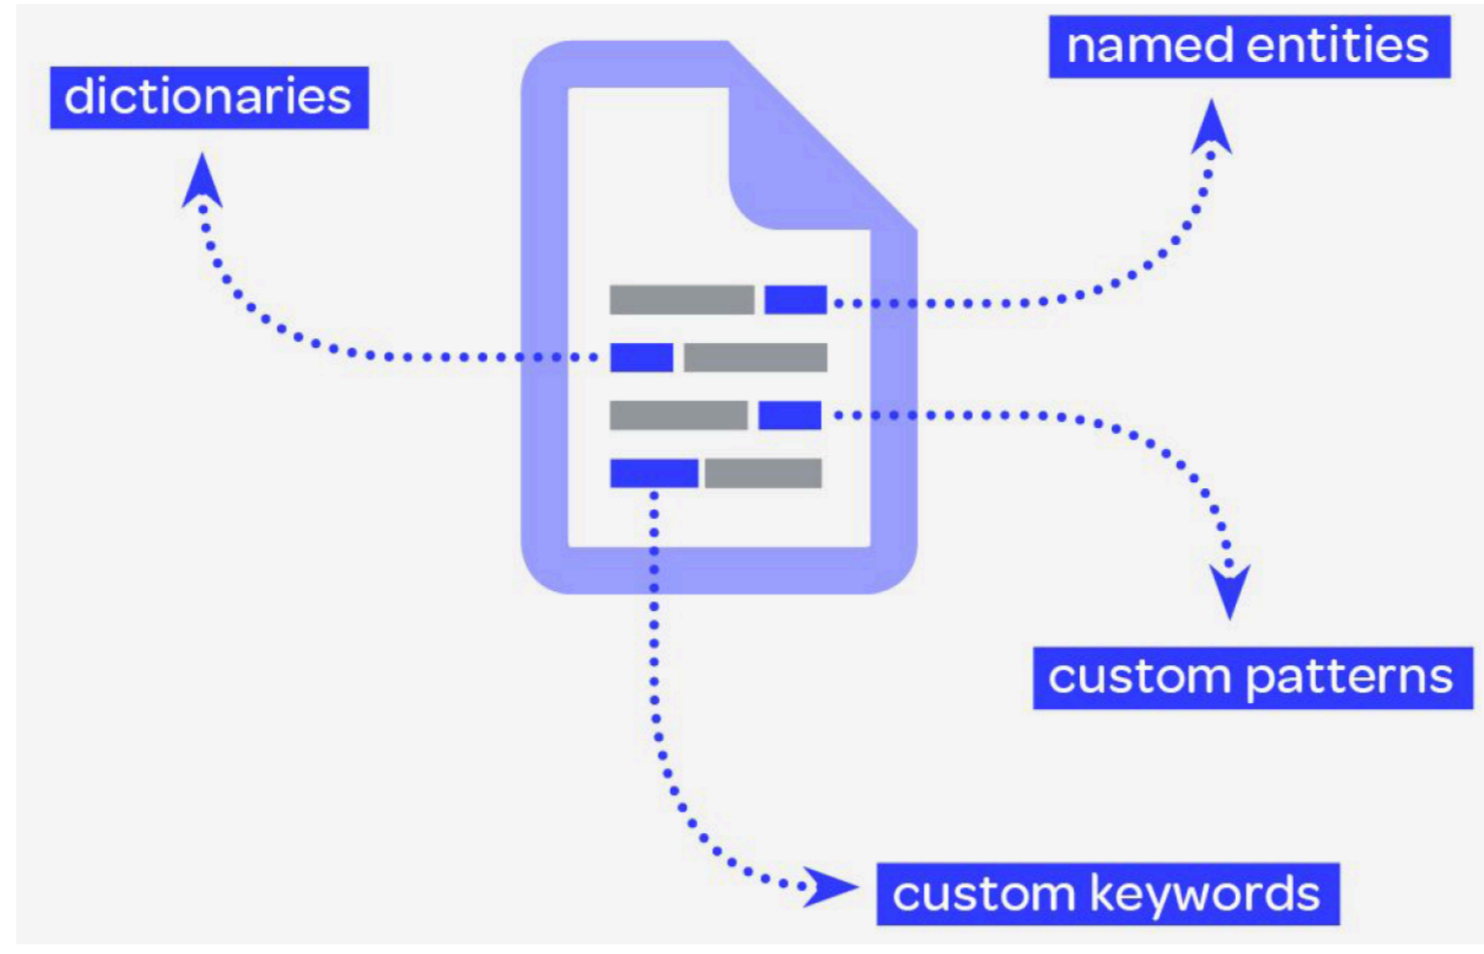 named entities
dictionaries
custom patterns
custom keywords